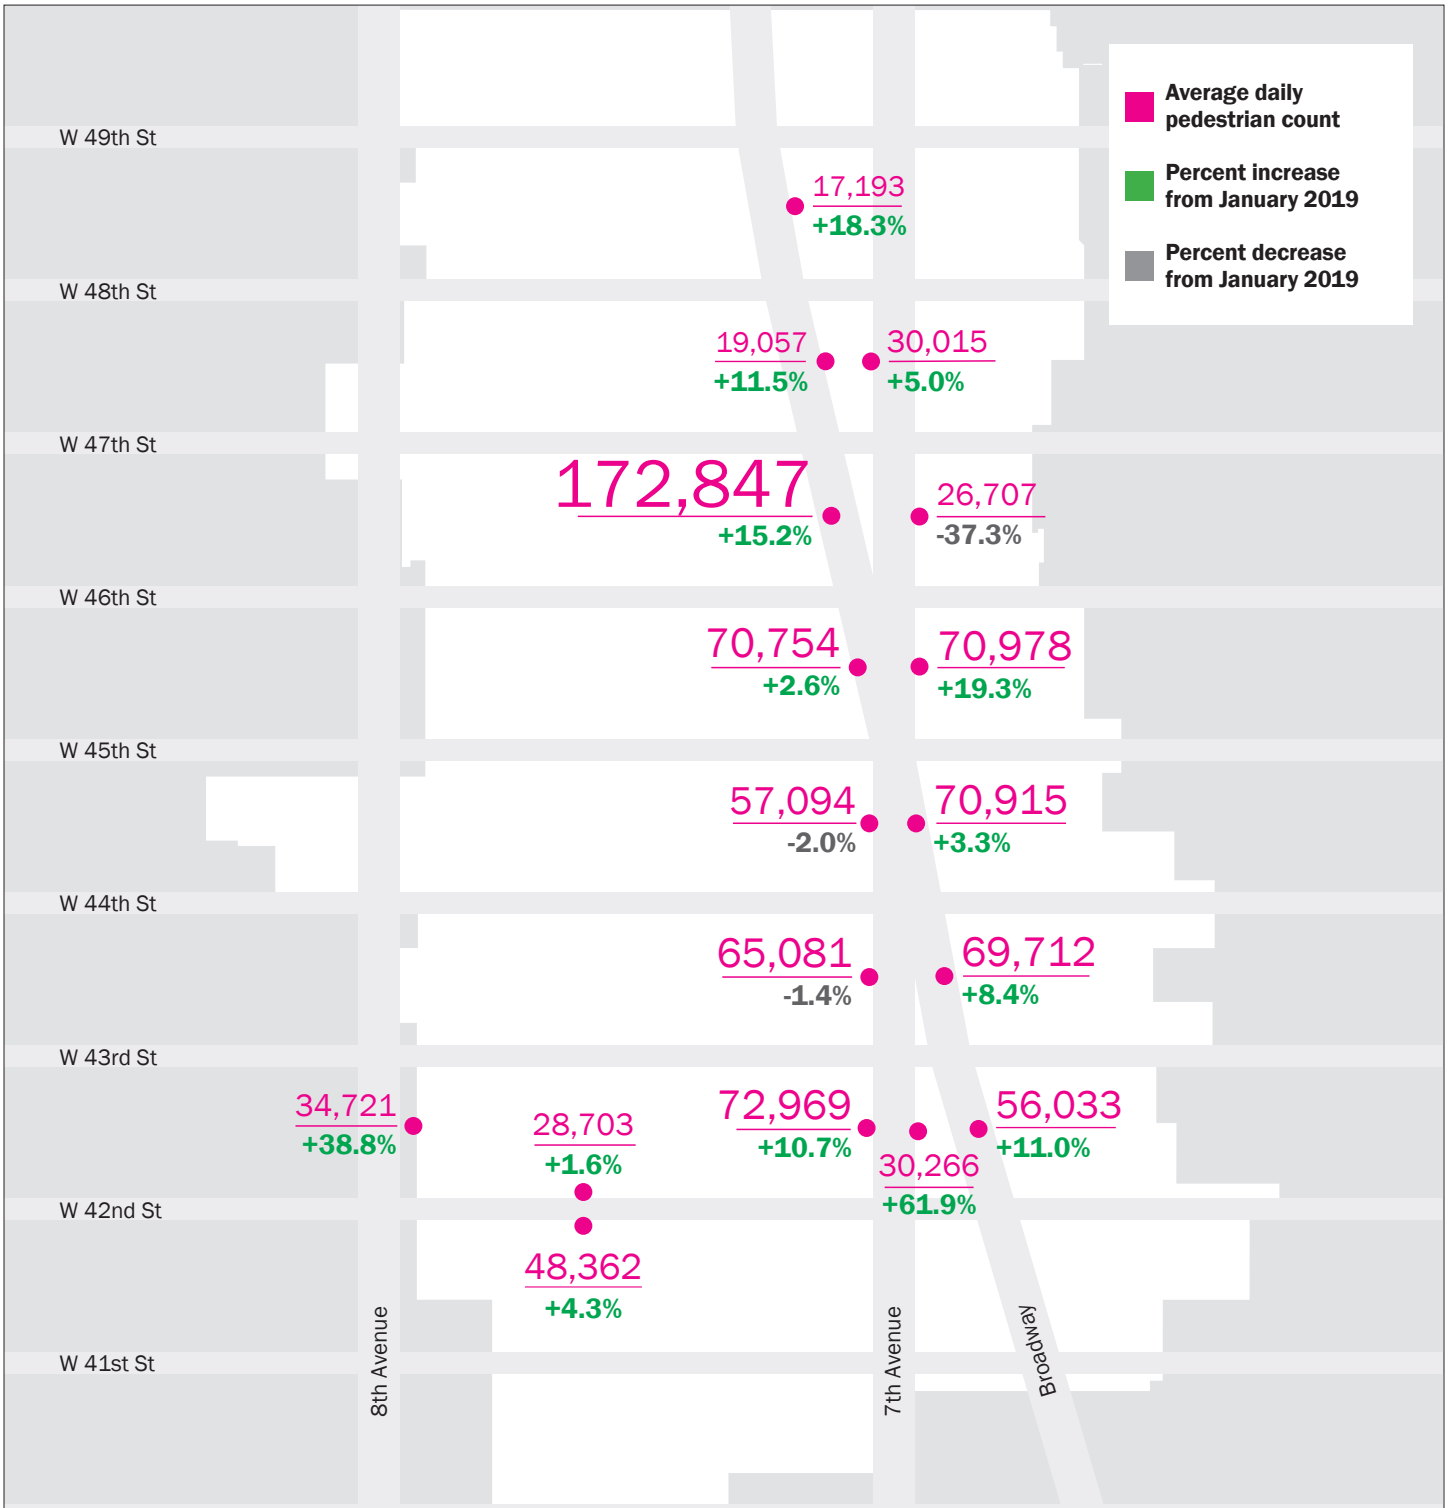 Average daily
pedestrian count
Percent increase
from January 2019
Percent decrease
from January 2019
W 49th St
17,193
+18.3%
W 48th St
19,057
+11.5%
30,015
+5.0%
W 47th St
172,847
+15.2%
26,707
-37.3%
W 46th St
70,754
+2.6%
70,978
+19.3%
W 45th St
57,094
-2.0%
70,915
+3.3%
W 44th St
65,081
-1.4%
69,712
+8.4%
W 43rd St
34,721
+38.8%
28,703
+1.6%
72,969
+10.7%
30,266
+61.9%
56,033
+11.0%
W 42nd St
48,362
+4.3%
W 41st St
8th Avenue
7th Avenue
Broadway